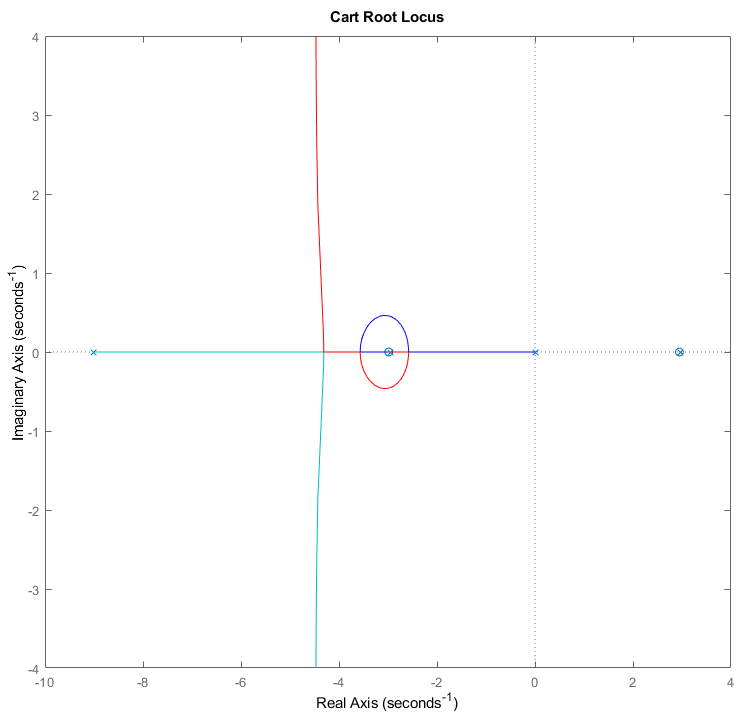 Cart Root Locus
4
3
2
1
0
-1
-2
-3
-4
Imaginary Axis (seconds⁻¹)
-10 -8 -6 -4 -2 0 2 4
Real Axis (seconds⁻¹)